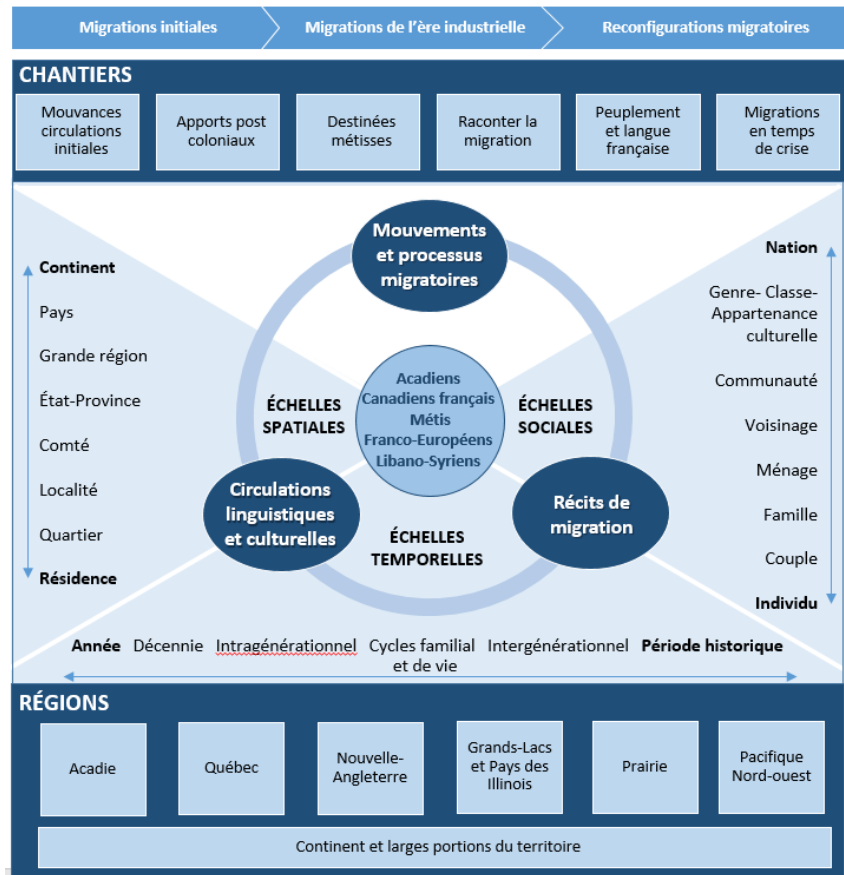 Migrations initiales
Migrations de l'ère industrielle
Reconfigurations migratoires
CHANTIERS
Mouvances
circulations
initiales
Apports post
coloniaux
Destinées
métisses
Raconter la
migration
Peuplement
et langue
française
Migrations
en temps
de crise
Mouvements
et processus
migratoires
Continent
Pays
Grande région
État-Province
Comté
Localité
Quartier
Résidence
ÉCHELLES
SPATIALES
Acadiens
Canadiens français
Métis
Franco-Européens
Libano-Syriens
ÉCHELLES
SOCIALES
Nation
Genre- Classe-
Appartenance
culturelle
Communauté
Voisinage
Ménage
Famille
Couple
Individu
Circulations
linguistiques
et culturelles
Récits de
migration
ÉCHELLES
TEMPORELLES
Année
Décennie
Intragénérationnel
Cycles familial
et de vie
Intergénérationnel
Période historique
RÉGIONS
Acadie
Québec
Nouvelle-
Angleterre
Grands-Lacs
et Pays des
Illinois
Prairie
Pacifique
Nord-ouest
Continent et larges portions du territoire